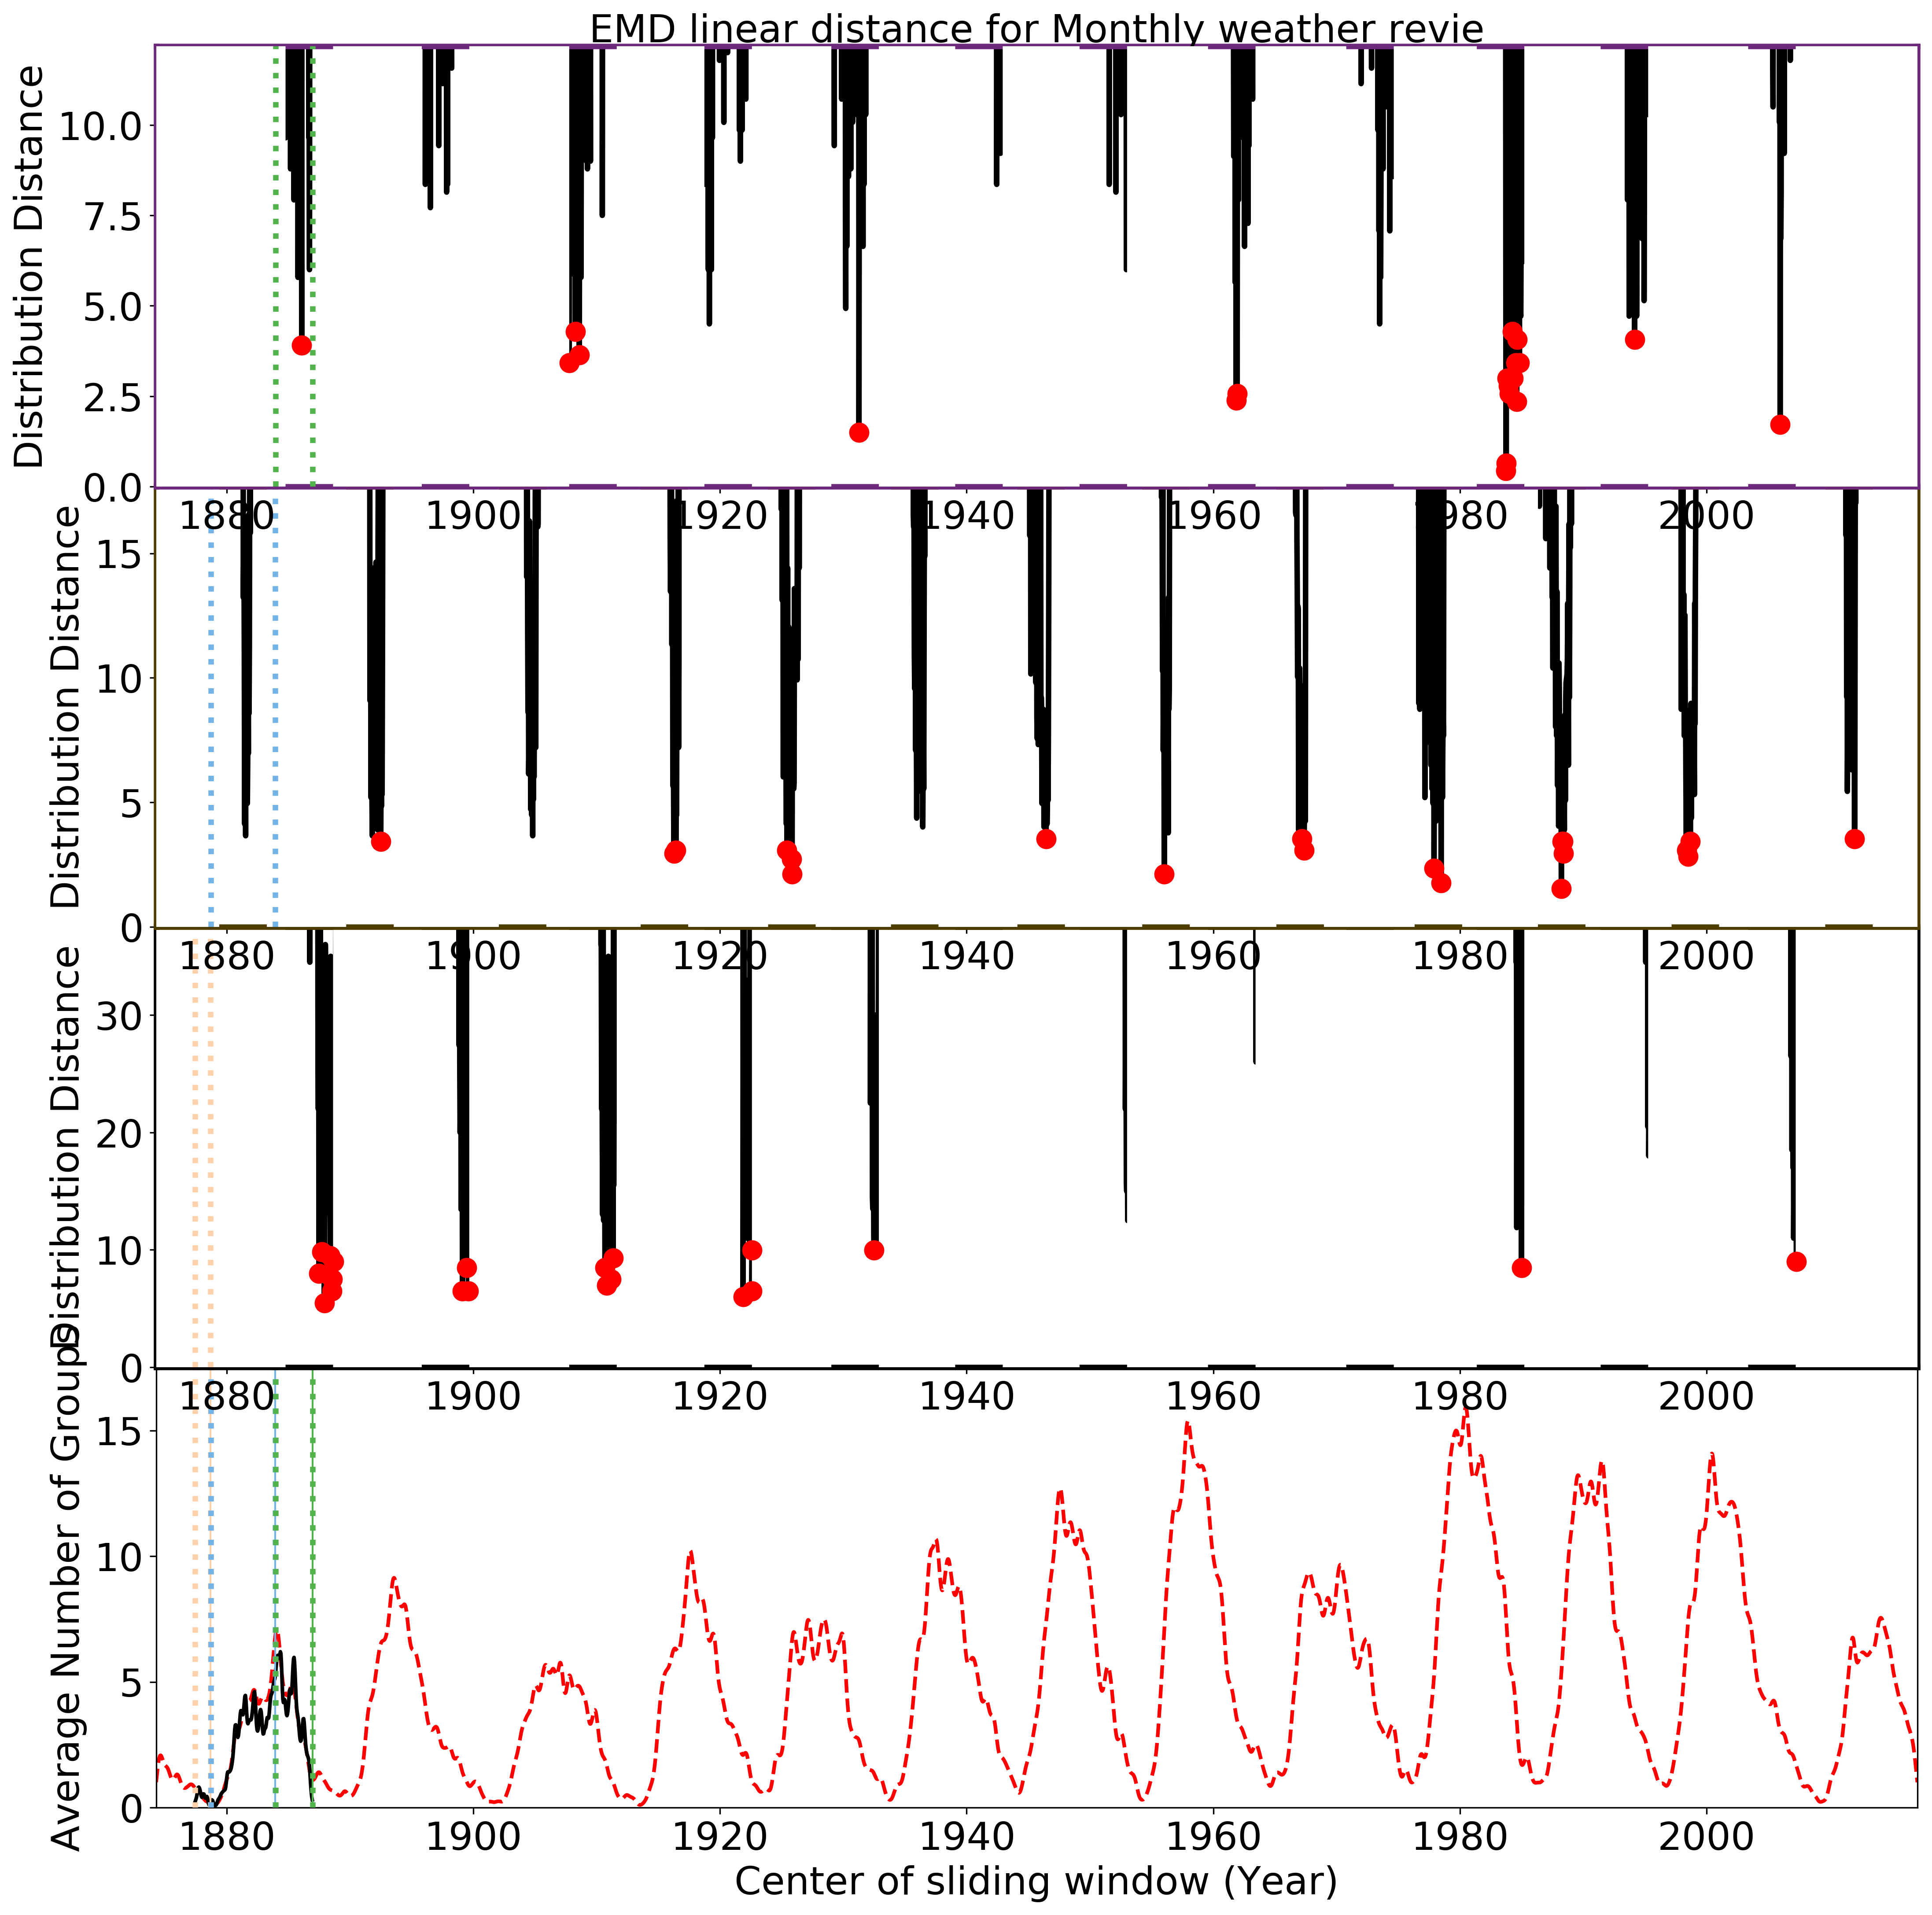 EMD linear distance for Monthly weather revie
Distribution Distance
10.0
7.5
5.0
2.5
0.0
1880 1900 1920 1940 1960 1980 2000
Distribution Distance
15
10
5
0
1880 1900 1920 1940 1960 1980 2000
Distribution Distance
30
20
10
0
1880 1900 1920 1940 1960 1980 2000
Average Number of Groups
15
10
5
0
1880 1900 1920 1940 1960 1980 2000
Center of sliding window (Year)